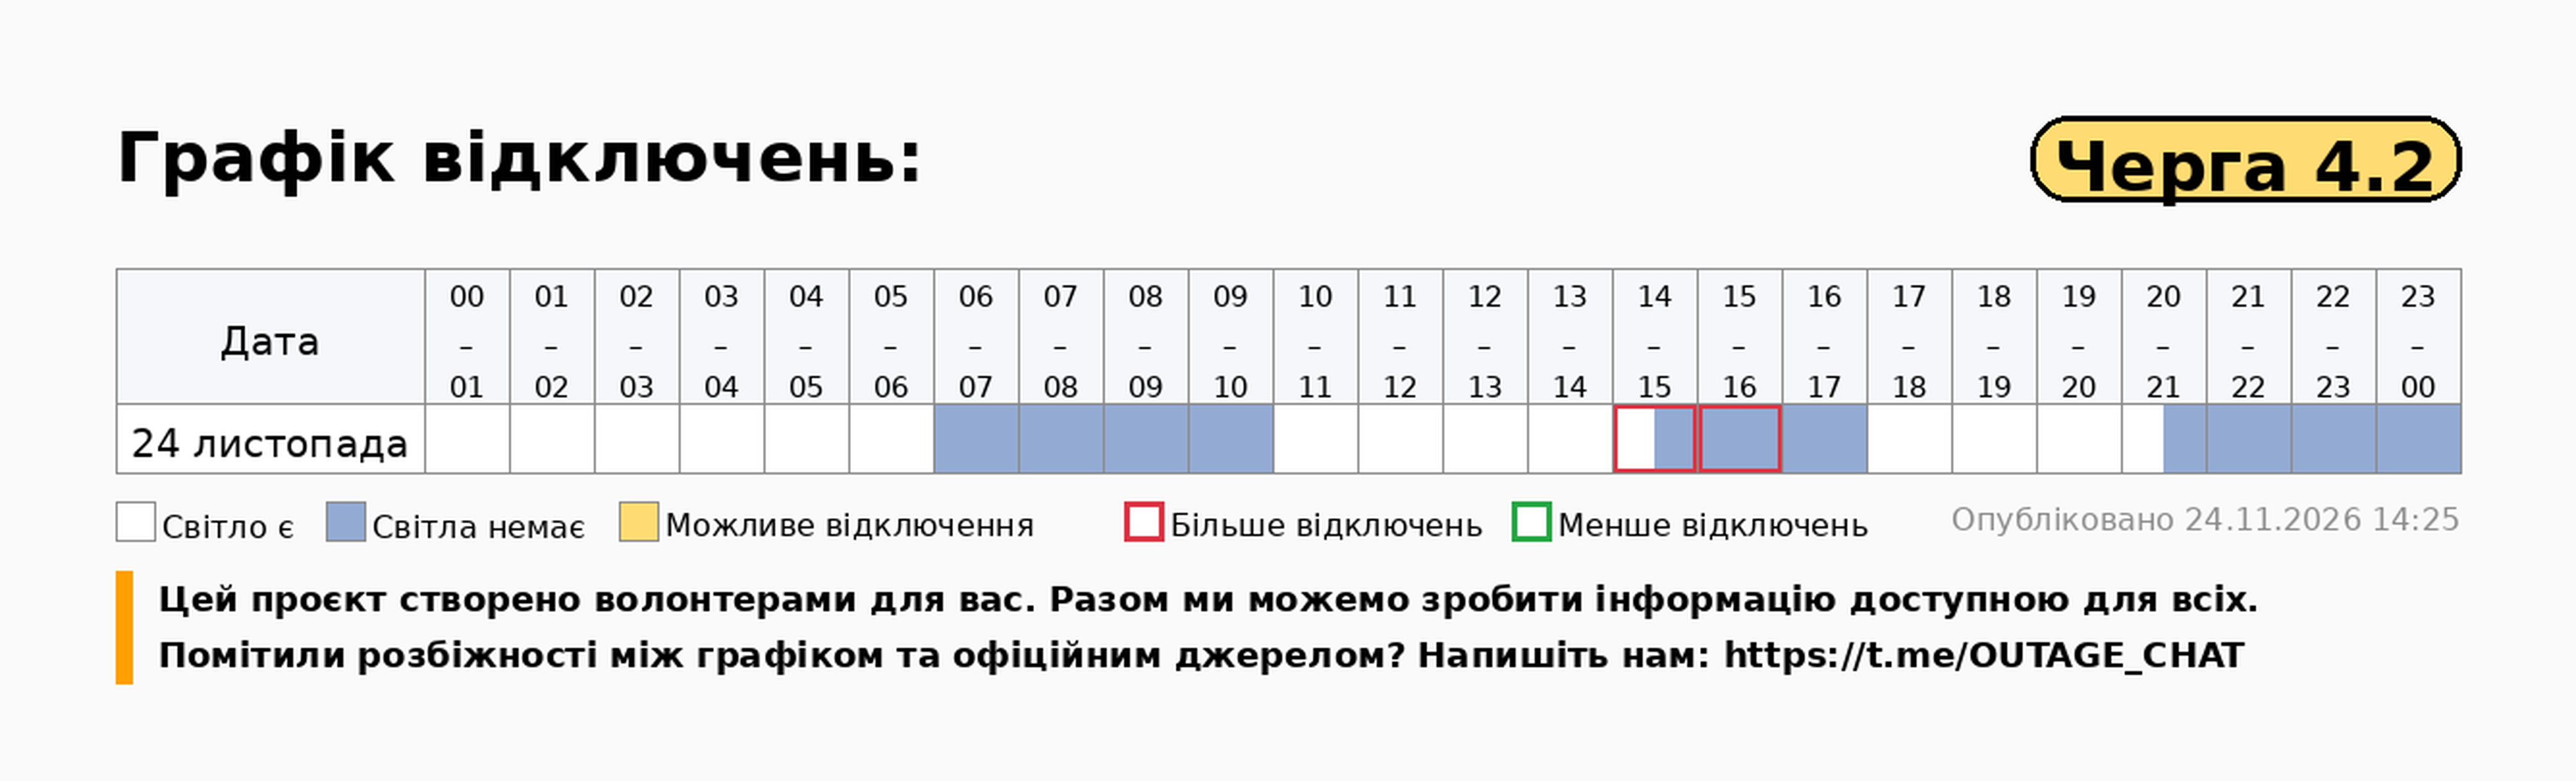 Графік відключень:
Черга 4.2
Дата
00 – 01
01 – 02
02 – 03
03 – 04
04 – 05
05 – 06
06 – 07
07 – 08
08 – 09
09 – 10
10 – 11
11 – 12
12 – 13
13 – 14
14 – 15
15 – 16
16 – 17
17 – 18
18 – 19
19 – 20
20 – 21
21 – 22
22 – 23
23 – 00
24 листопада
Світло є
Світла немає
Можливе відключення
Більше відключень
Менше відключень
Опубліковано 24.11.2026 14:25
Цей проєкт створено волонтерами для вас. Разом ми можемо зробити інформацію доступною для всіх.
Помітили розбіжності між графіком та офіційним джерелом? Напишіть нам: https://t.me/OUTAGE_CHAT